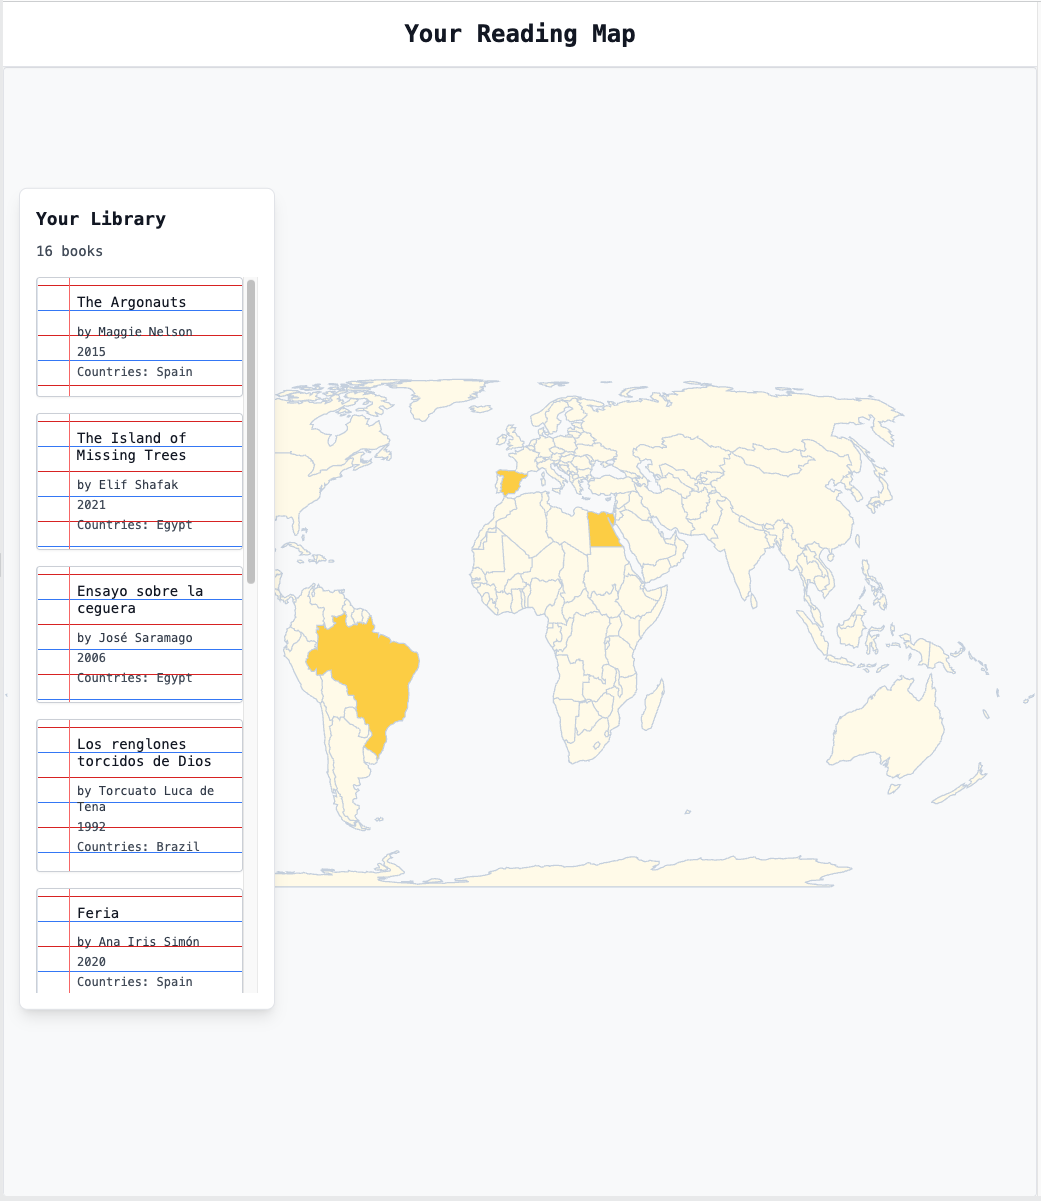 Your Reading Map
Your Library
16 books
The Argonauts
by Maggie Nelson
2015
Countries: Spain
The Island of
Missing Trees
by Elif Shafak
2021
Countries: Egypt
Ensayo sobre la
ceguera
by José Saramago
2006
Countries: Egypt
Los renglones
torcidos de Dios
by Torcuato Luca de
Tena
1992
Countries: Brazil
Feria
by Ana Iris Simón
2020
Countries: Spain